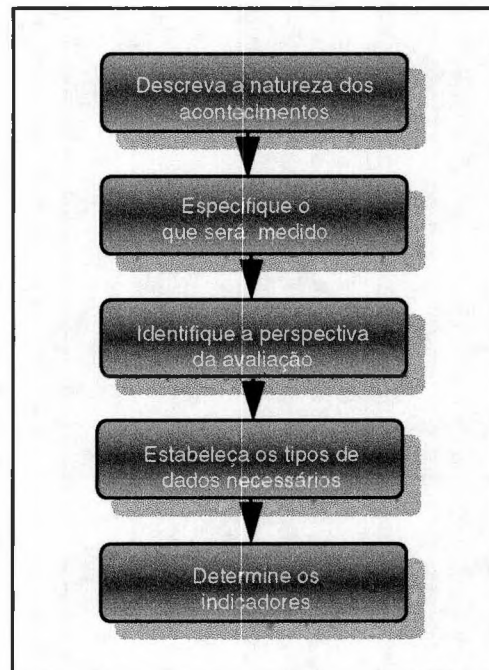 Descreva a natureza dos
acontecimentos
Especifique o
que será medido
Identifique a perspectiva
da avaliação
Estabeleça os tipos de
dados necessários
Determine os
indicadores